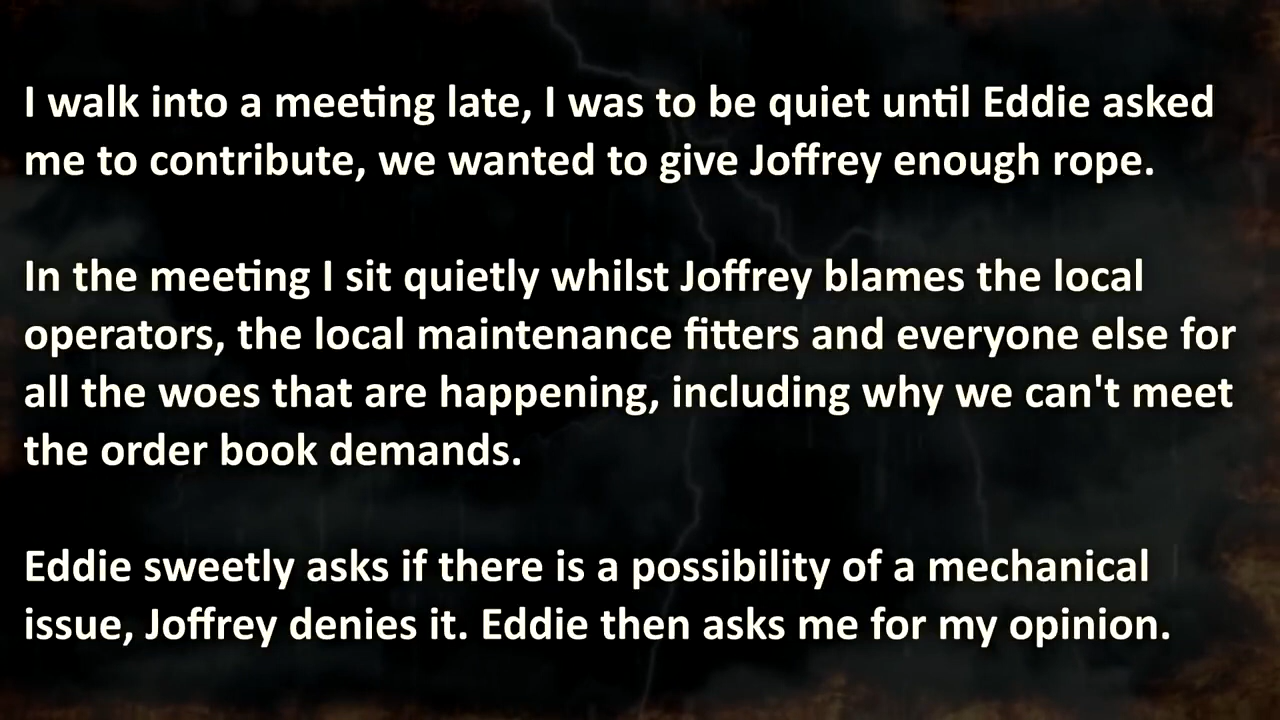 I walk into a meeting late, I was to be quiet until Eddie asked
me to contribute, we wanted to give Joffrey enough rope.
In the meeting I sit quietly whilst Joffrey blames the local
operators, the local maintenance fitters and everyone else for
all the woes that are happening, including why we can't meet
the order book demands.
Eddie sweetly asks if there is a possibility of a mechanical
issue, Joffrey denies it. Eddie then asks me for my opinion.